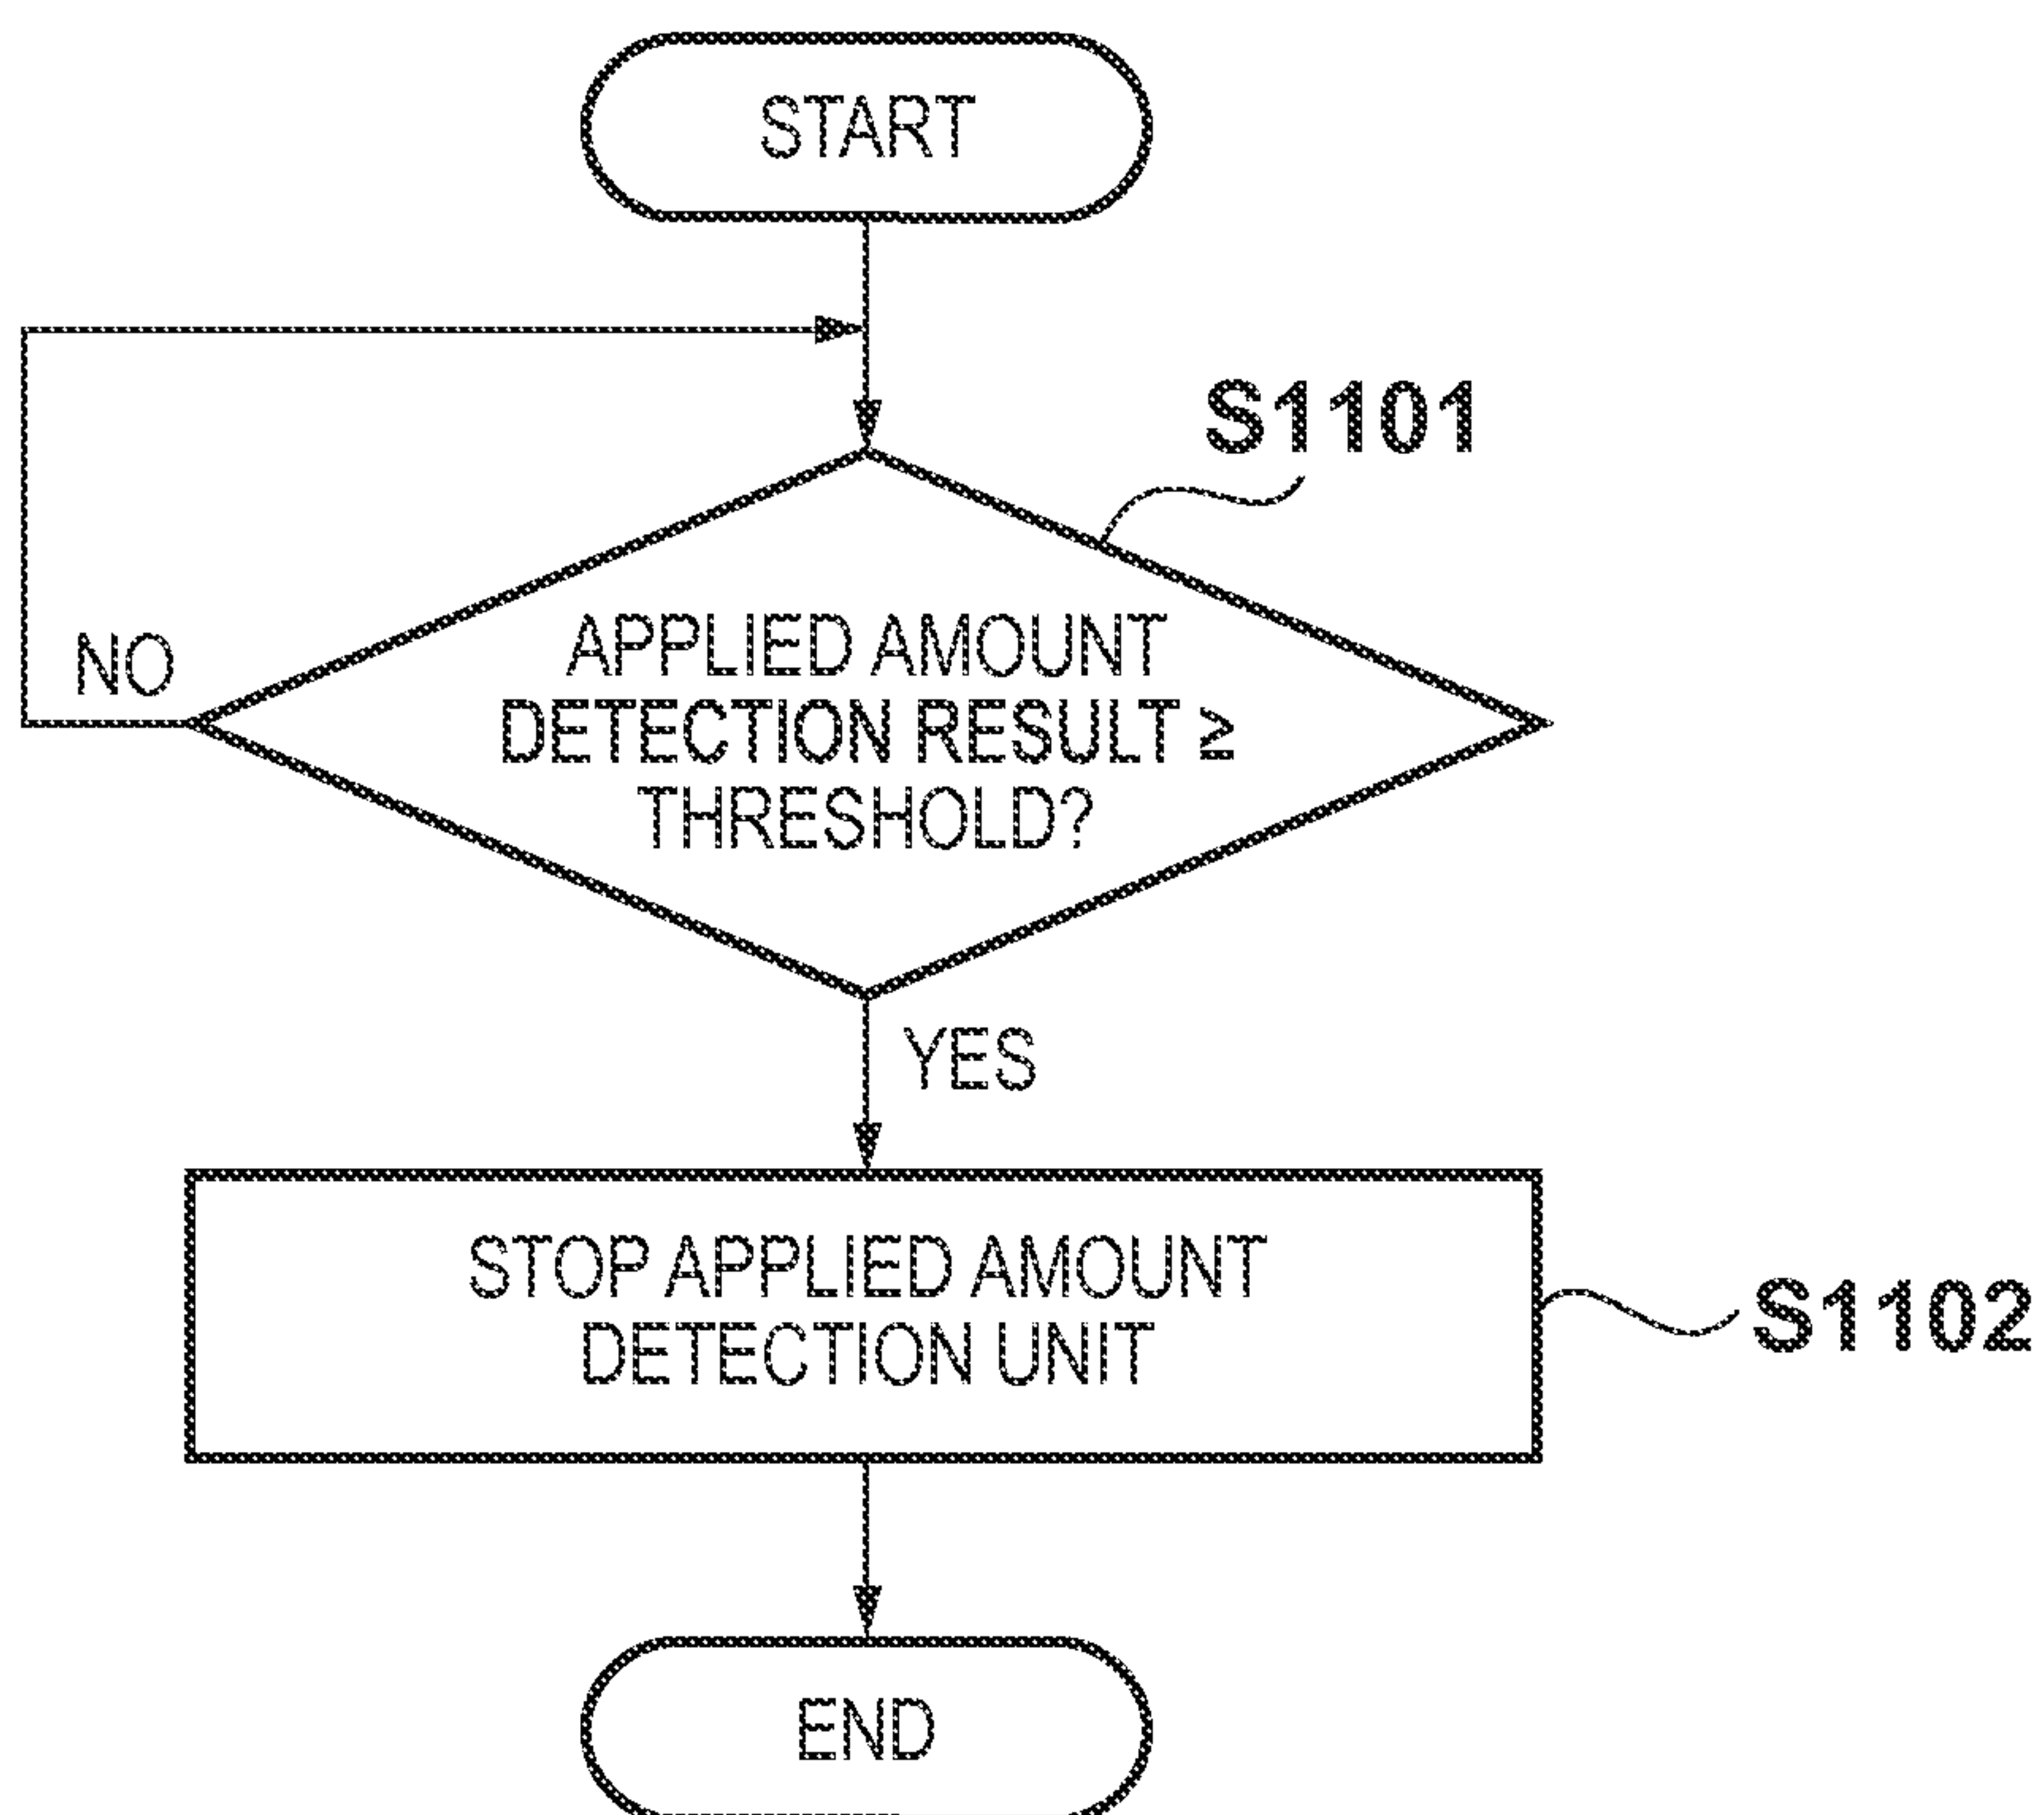 START
S1101
NO
APPLIED AMOUNT
DETECTION RESULT ≥
THRESHOLD?
YES
STOP APPLIED AMOUNT
DETECTION UNIT
S1102
END